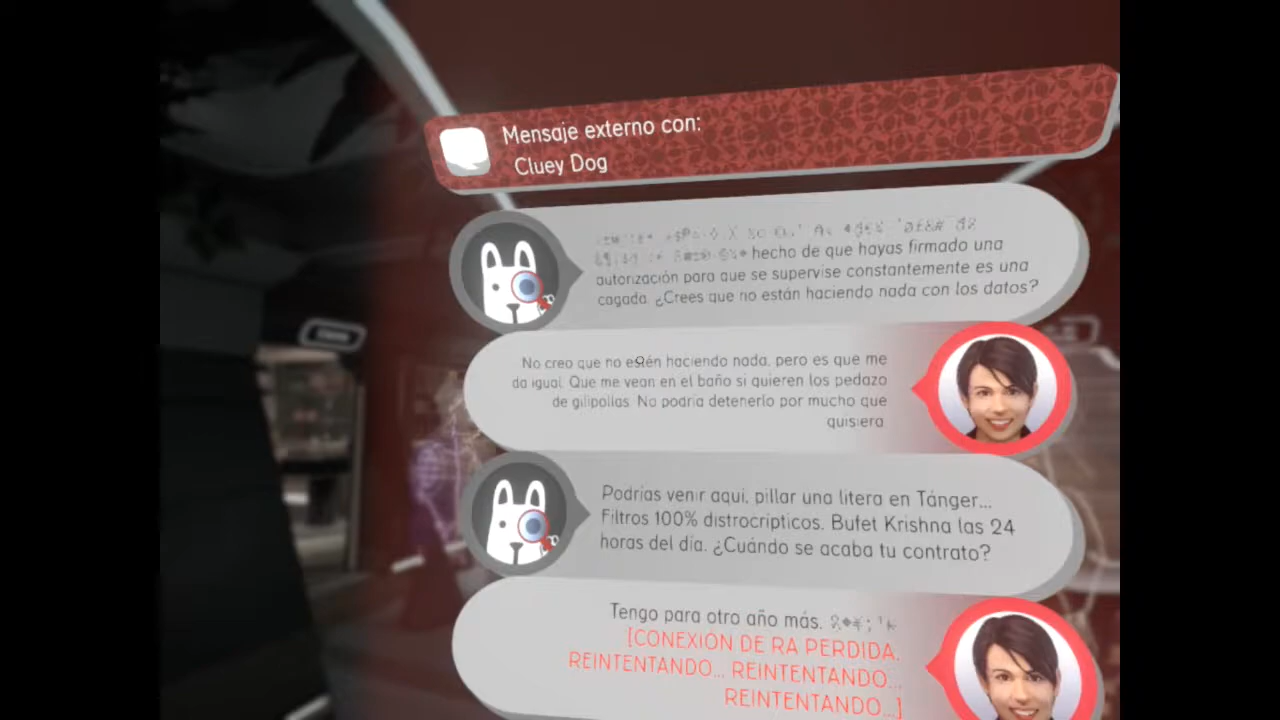 Mensaje externo con:
Cluey Dog
hecho de que hayas firmado una
autorización para que se supervise constantemente es una
cagada. ¿Crees que no están haciendo nada con los datos?
No creo que no estén haciendo nada, pero es que me
da igual. Que me vean en el baño si quieren los pedazo
de gilipollas. No podría detenerlo por mucho que
quisiera.
Podrías venir aquí, pillar una litera en Tánger...
Filtros 100% distrocrípticos. Bufet Krishna las 24
horas del día. ¿Cuándo se acaba tu contrato?
Tengo para otro año más.
[CONEXIÓN DE RA PERDIDA.
REINTENTANDO... REINTENTANDO...
REINTENTANDO...]